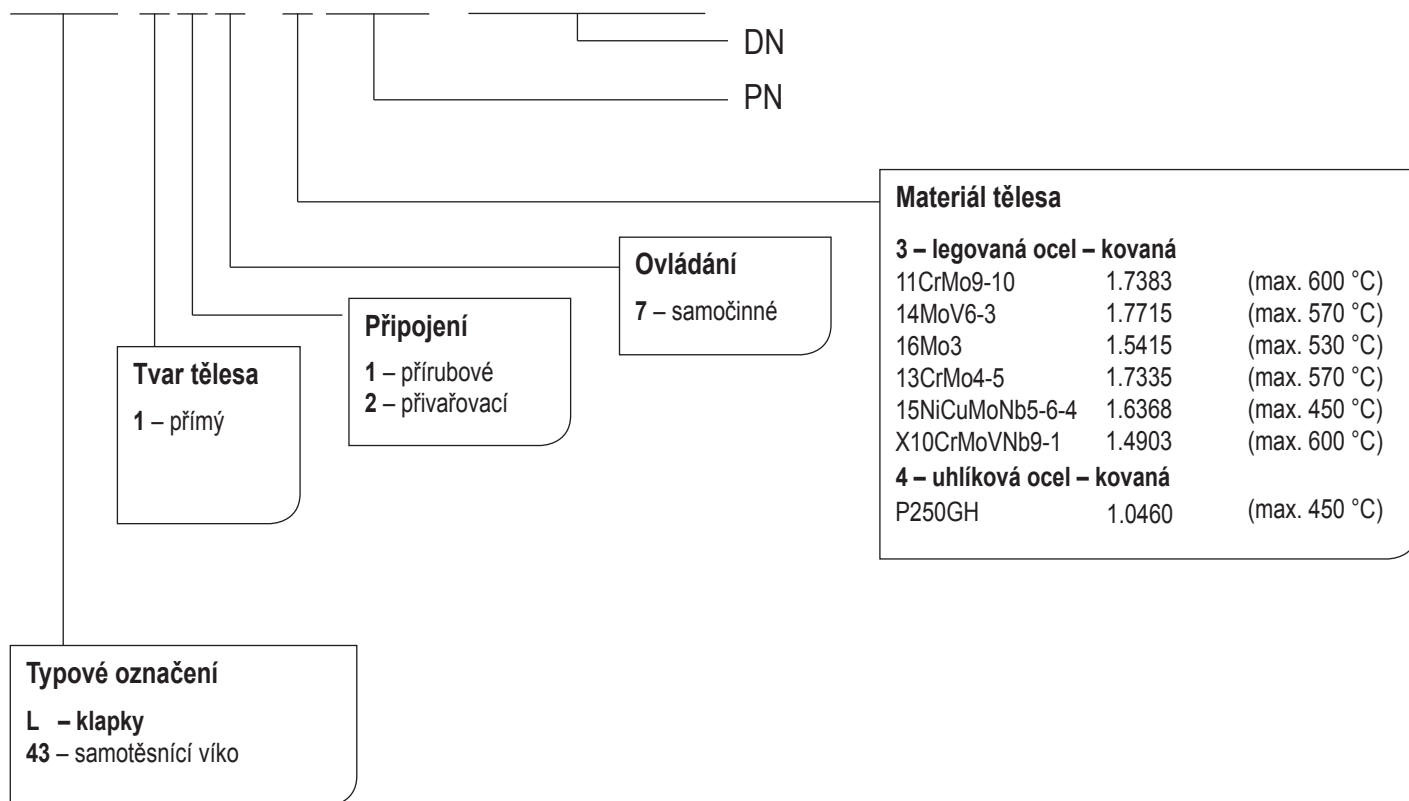 DN
PN
Materiál tělesa
3 – legovaná ocel – kovaná
11CrMo9-10 1.7383 (max. 600 °C)
14MoV6-3 1.7715 (max. 570 °C)
16Mo3 1.5415 (max. 530 °C)
13CrMo4-5 1.7335 (max. 570 °C)
15NiCuMoNb5-6-4 1.6368 (max. 450 °C)
X10CrMoVNb9-1 1.4903 (max. 600 °C)
4 – uhlíková ocel – kovaná
P250GH 1.0460 (max. 450 °C)
Ovládání
7 – samočinné
Připojení
1 – přírubové
2 – přivařovací
Tvar tělesa
1 – přímý
Typové označení
L – klapky
43 – samotěsnící víko